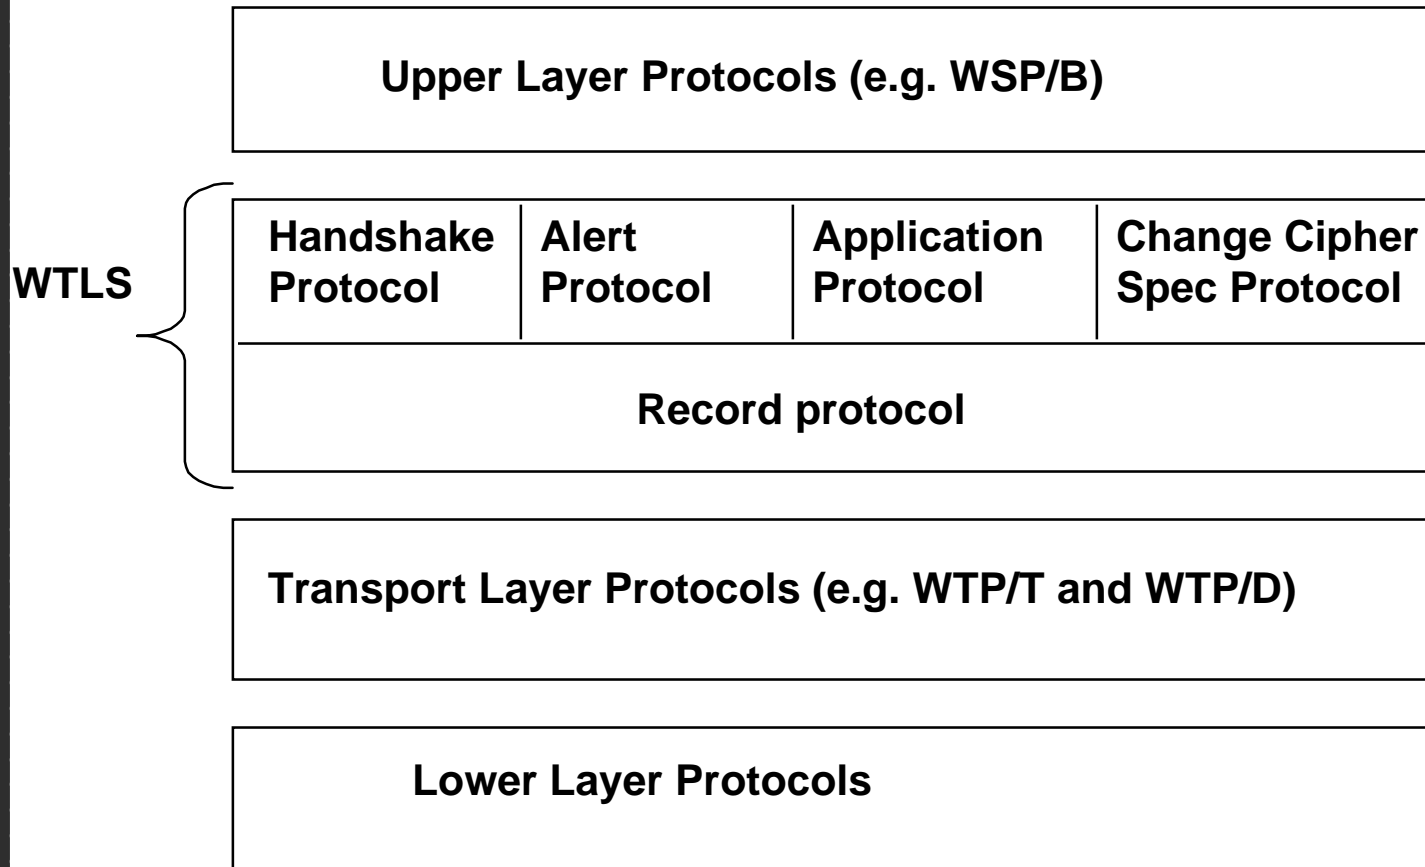 Upper Layer Protocols (e.g. WSP/B)
WTLS
Handshake
Protocol
Alert
Protocol
Application
Protocol
Change Cipher
Spec Protocol
Record protocol
Transport Layer Protocols (e.g. WTP/T and WTP/D)
Lower Layer Protocols